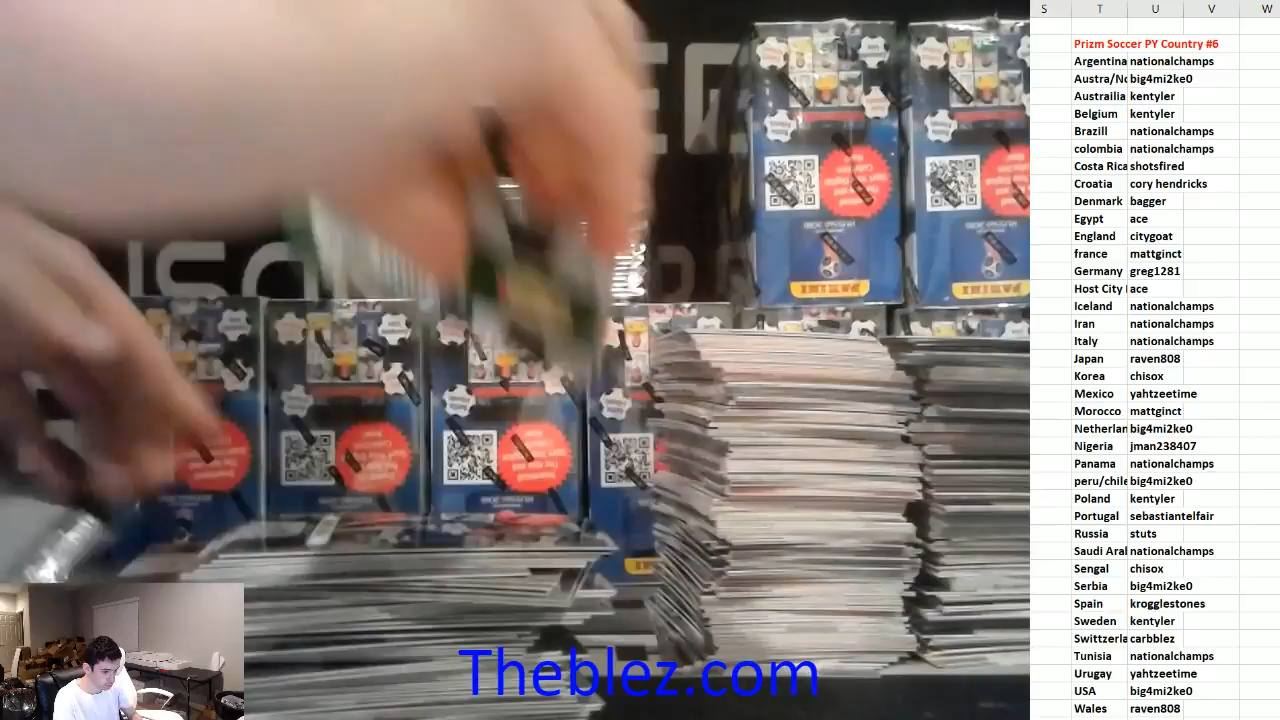 S T U V W
Prizm Soccer PY Country #6
Argentina nationalchamps
Austra/No big4mi2ke0
Austrailia kentyler
Belgium kentyler
Brazill nationalchamps
colombia nationalchamps
Costa Rica shotsfired
Croatia cory hendricks
Denmark bagger
Egypt ace
England citygoat
france mattginct
Germany greg1281
Host City ace
Iceland nationalchamps
Iran nationalchamps
Italy nationalchamps
Japan raven808
Korea chisox
Mexico yahtzeetime
Morocco mattginct
Netherlan big4mi2ke0
Nigeria jman238407
Panama nationalchamps
peru/chile big4mi2ke0
Poland kentyler
Portugal sebastiantelfair
Russia stuts
Saudi Aral nationalchamps
Sengal chisox
Serbia big4mi2ke0
Spain krogglestones
Sweden kentyler
Swittzerla carbblez
Tunisia nationalchamps
Urugay yahtzeetime
USA big4mi2ke0
Wales raven808
PANINI
Theblez.com